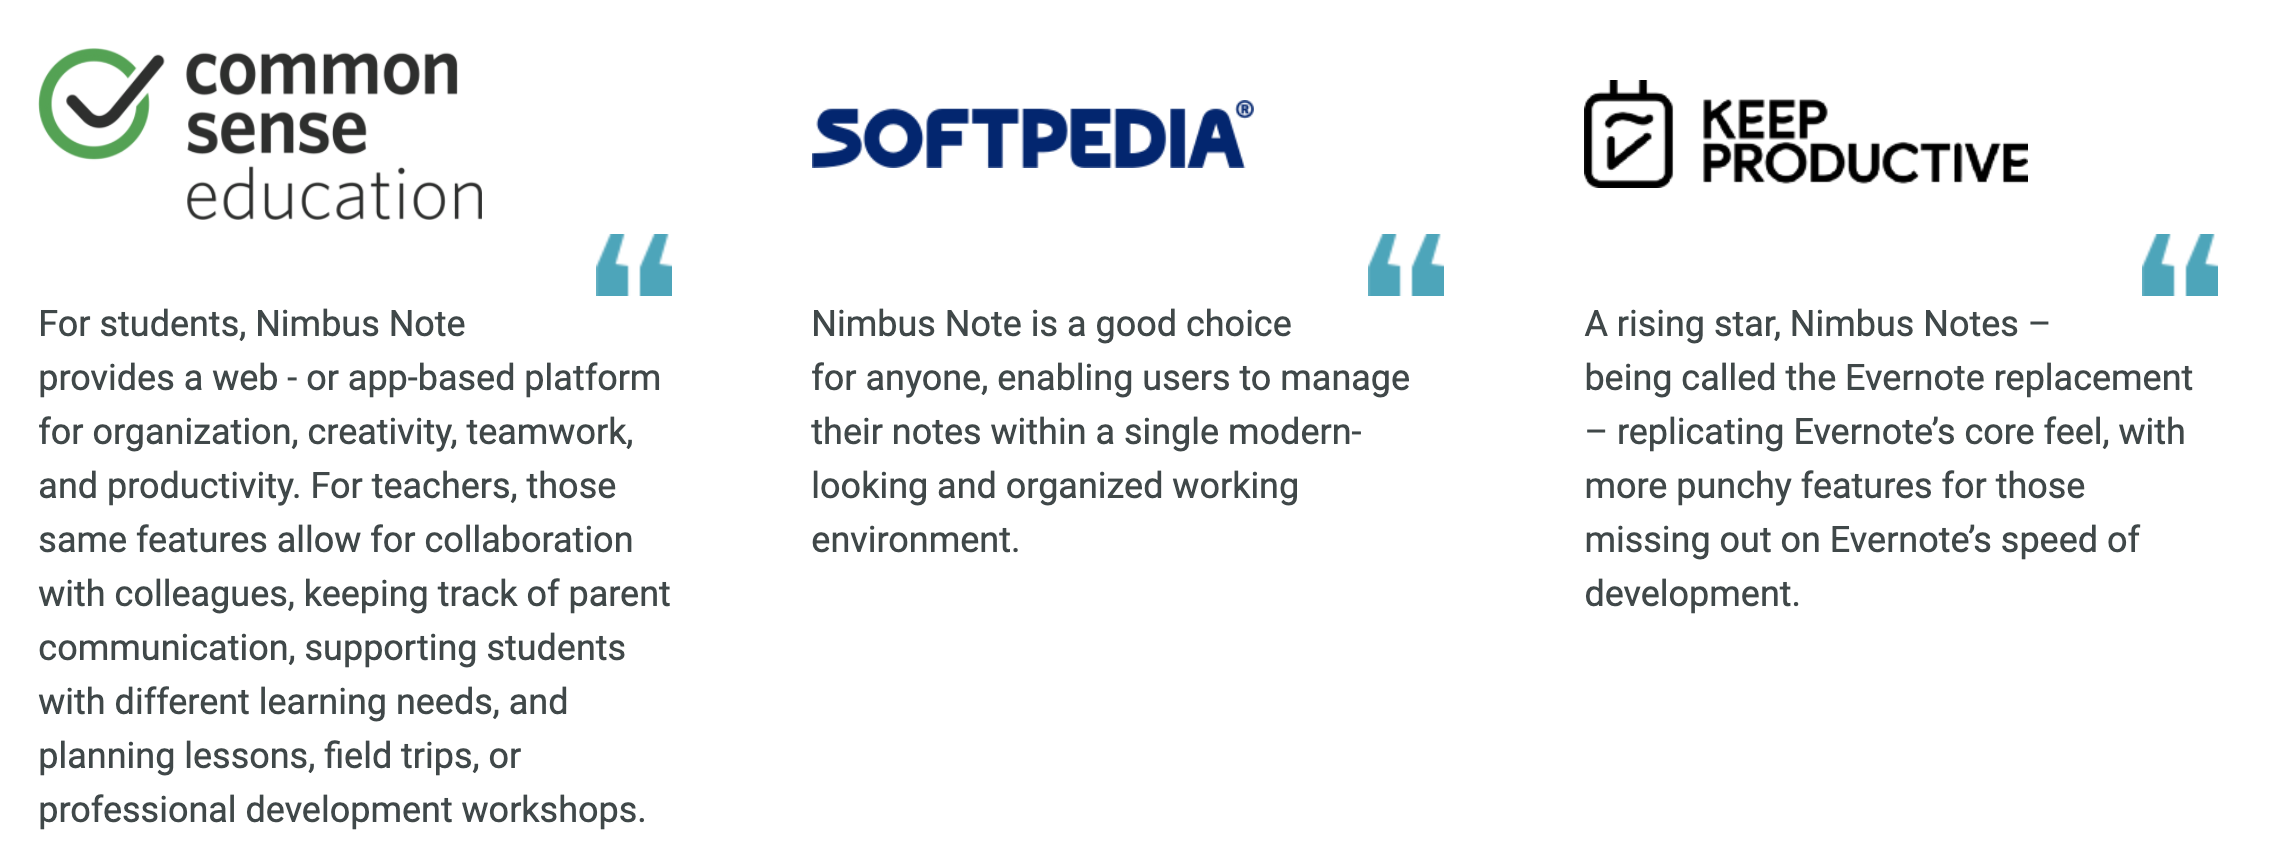 common
sense
education
For students, Nimbus Note
provides a web - or app-based platform
for organization, creativity, teamwork,
and productivity. For teachers, those
same features allow for collaboration
with colleagues, keeping track of parent
communication, supporting students
with different learning needs, and
planning lessons, field trips, or
professional development workshops.
SOFTPEDIA®
Nimbus Note is a good choice
for anyone, enabling users to manage
their notes within a single modern-
looking and organized working
environment.
KEEP
PRODUCTIVE
A rising star, Nimbus Notes –
being called the Evernote replacement
– replicating Evernote’s core feel, with
more punchy features for those
missing out on Evernote’s speed of
development.